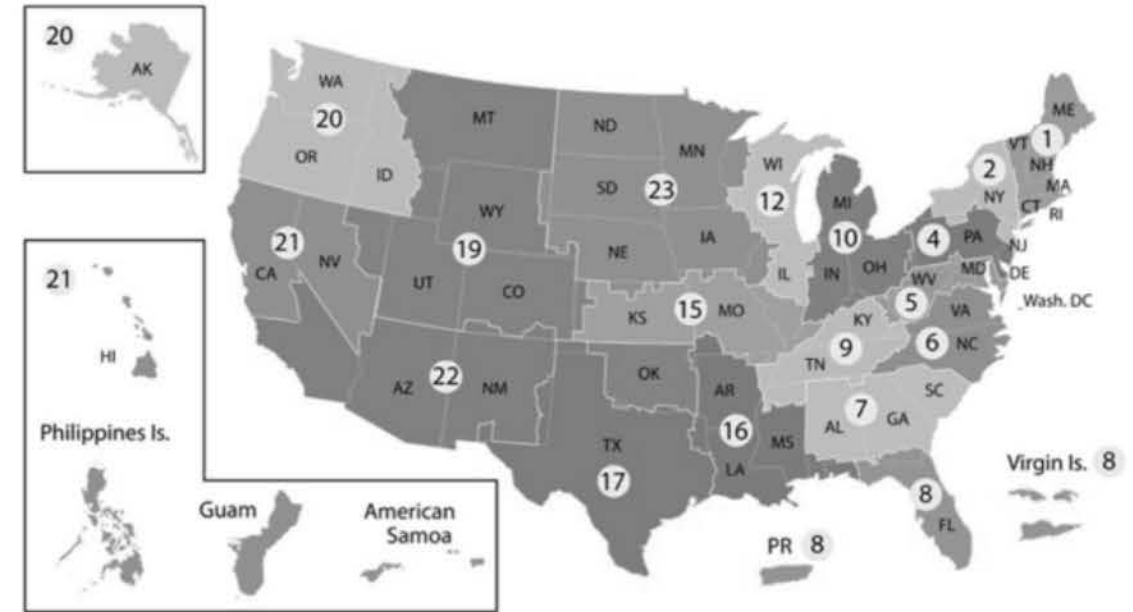 20
AK
21
HI
Philippines Is.
Guam
American
Samoa
WA
20
OR
ID
MT
ND
MN
SD
23
WY
19
NE
IA
21
CA
NV
UT
CO
KS
15
MO
AZ
22
NM
OK
TX
17
AR
16
LA
MS
WI
12
IL
MI
10
IN
OH
KY
9
TN
7
AL
GA
SC
ME
VT
1
NH
2
NY
MA
CT
RI
4
PA
NJ
WV
MD
DE
5
VA
Wash. DC
6
NC
8
FL
Virgin Is. 8
PR 8